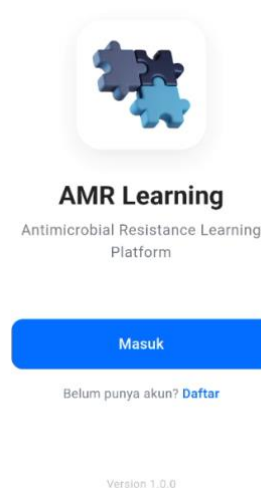 AMR Learning
Antimicrobial Resistance Learning
Platform
Masuk
Belum punya akun? Daftar
Version 1.0.0